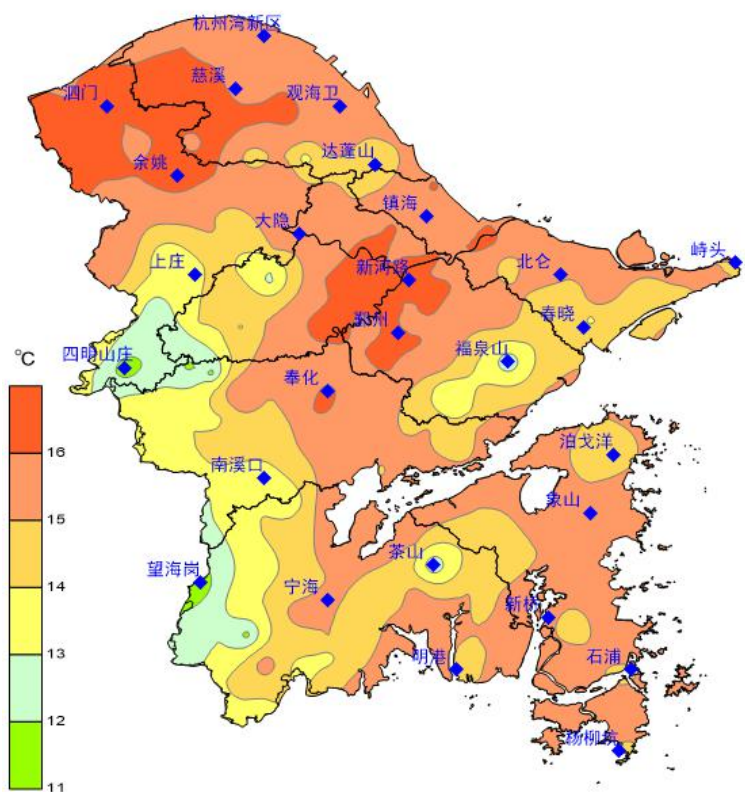 杭州湾新区
慈溪
泗门
观海卫
达蓬山
余姚
镇海
大隐
上庄
新河路
北仑
峙头
鄞州
春晓
福泉山
四明山庄
℃
奉化
16
泊戈洋
南溪口
15
象山
14
望海岗
茶山
宁海
新桥
13
明港
石浦
12
杨柳坑
11